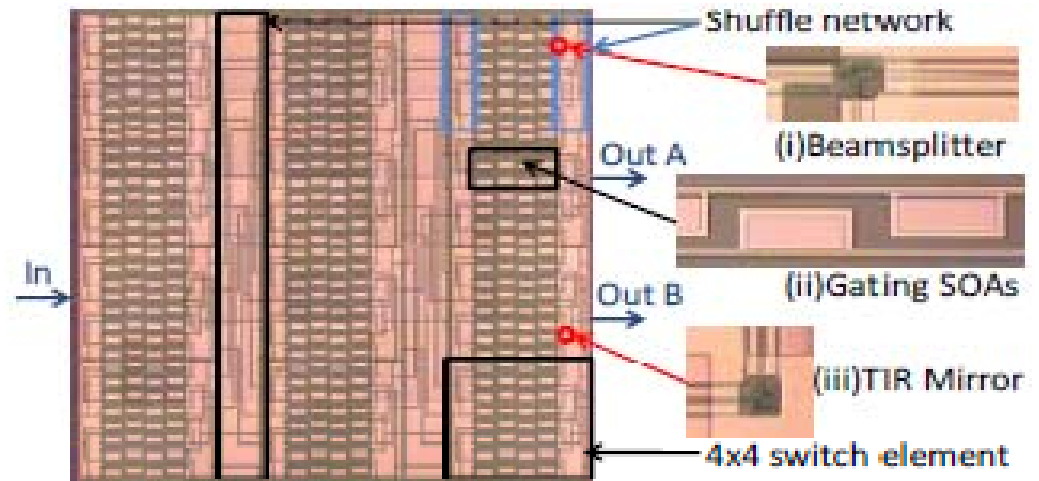 Shuffle network
(i)Beamsplitter
Out A
(ii)Gating SOAs
In
Out B
(iii)TIR Mirror
4x4 switch element